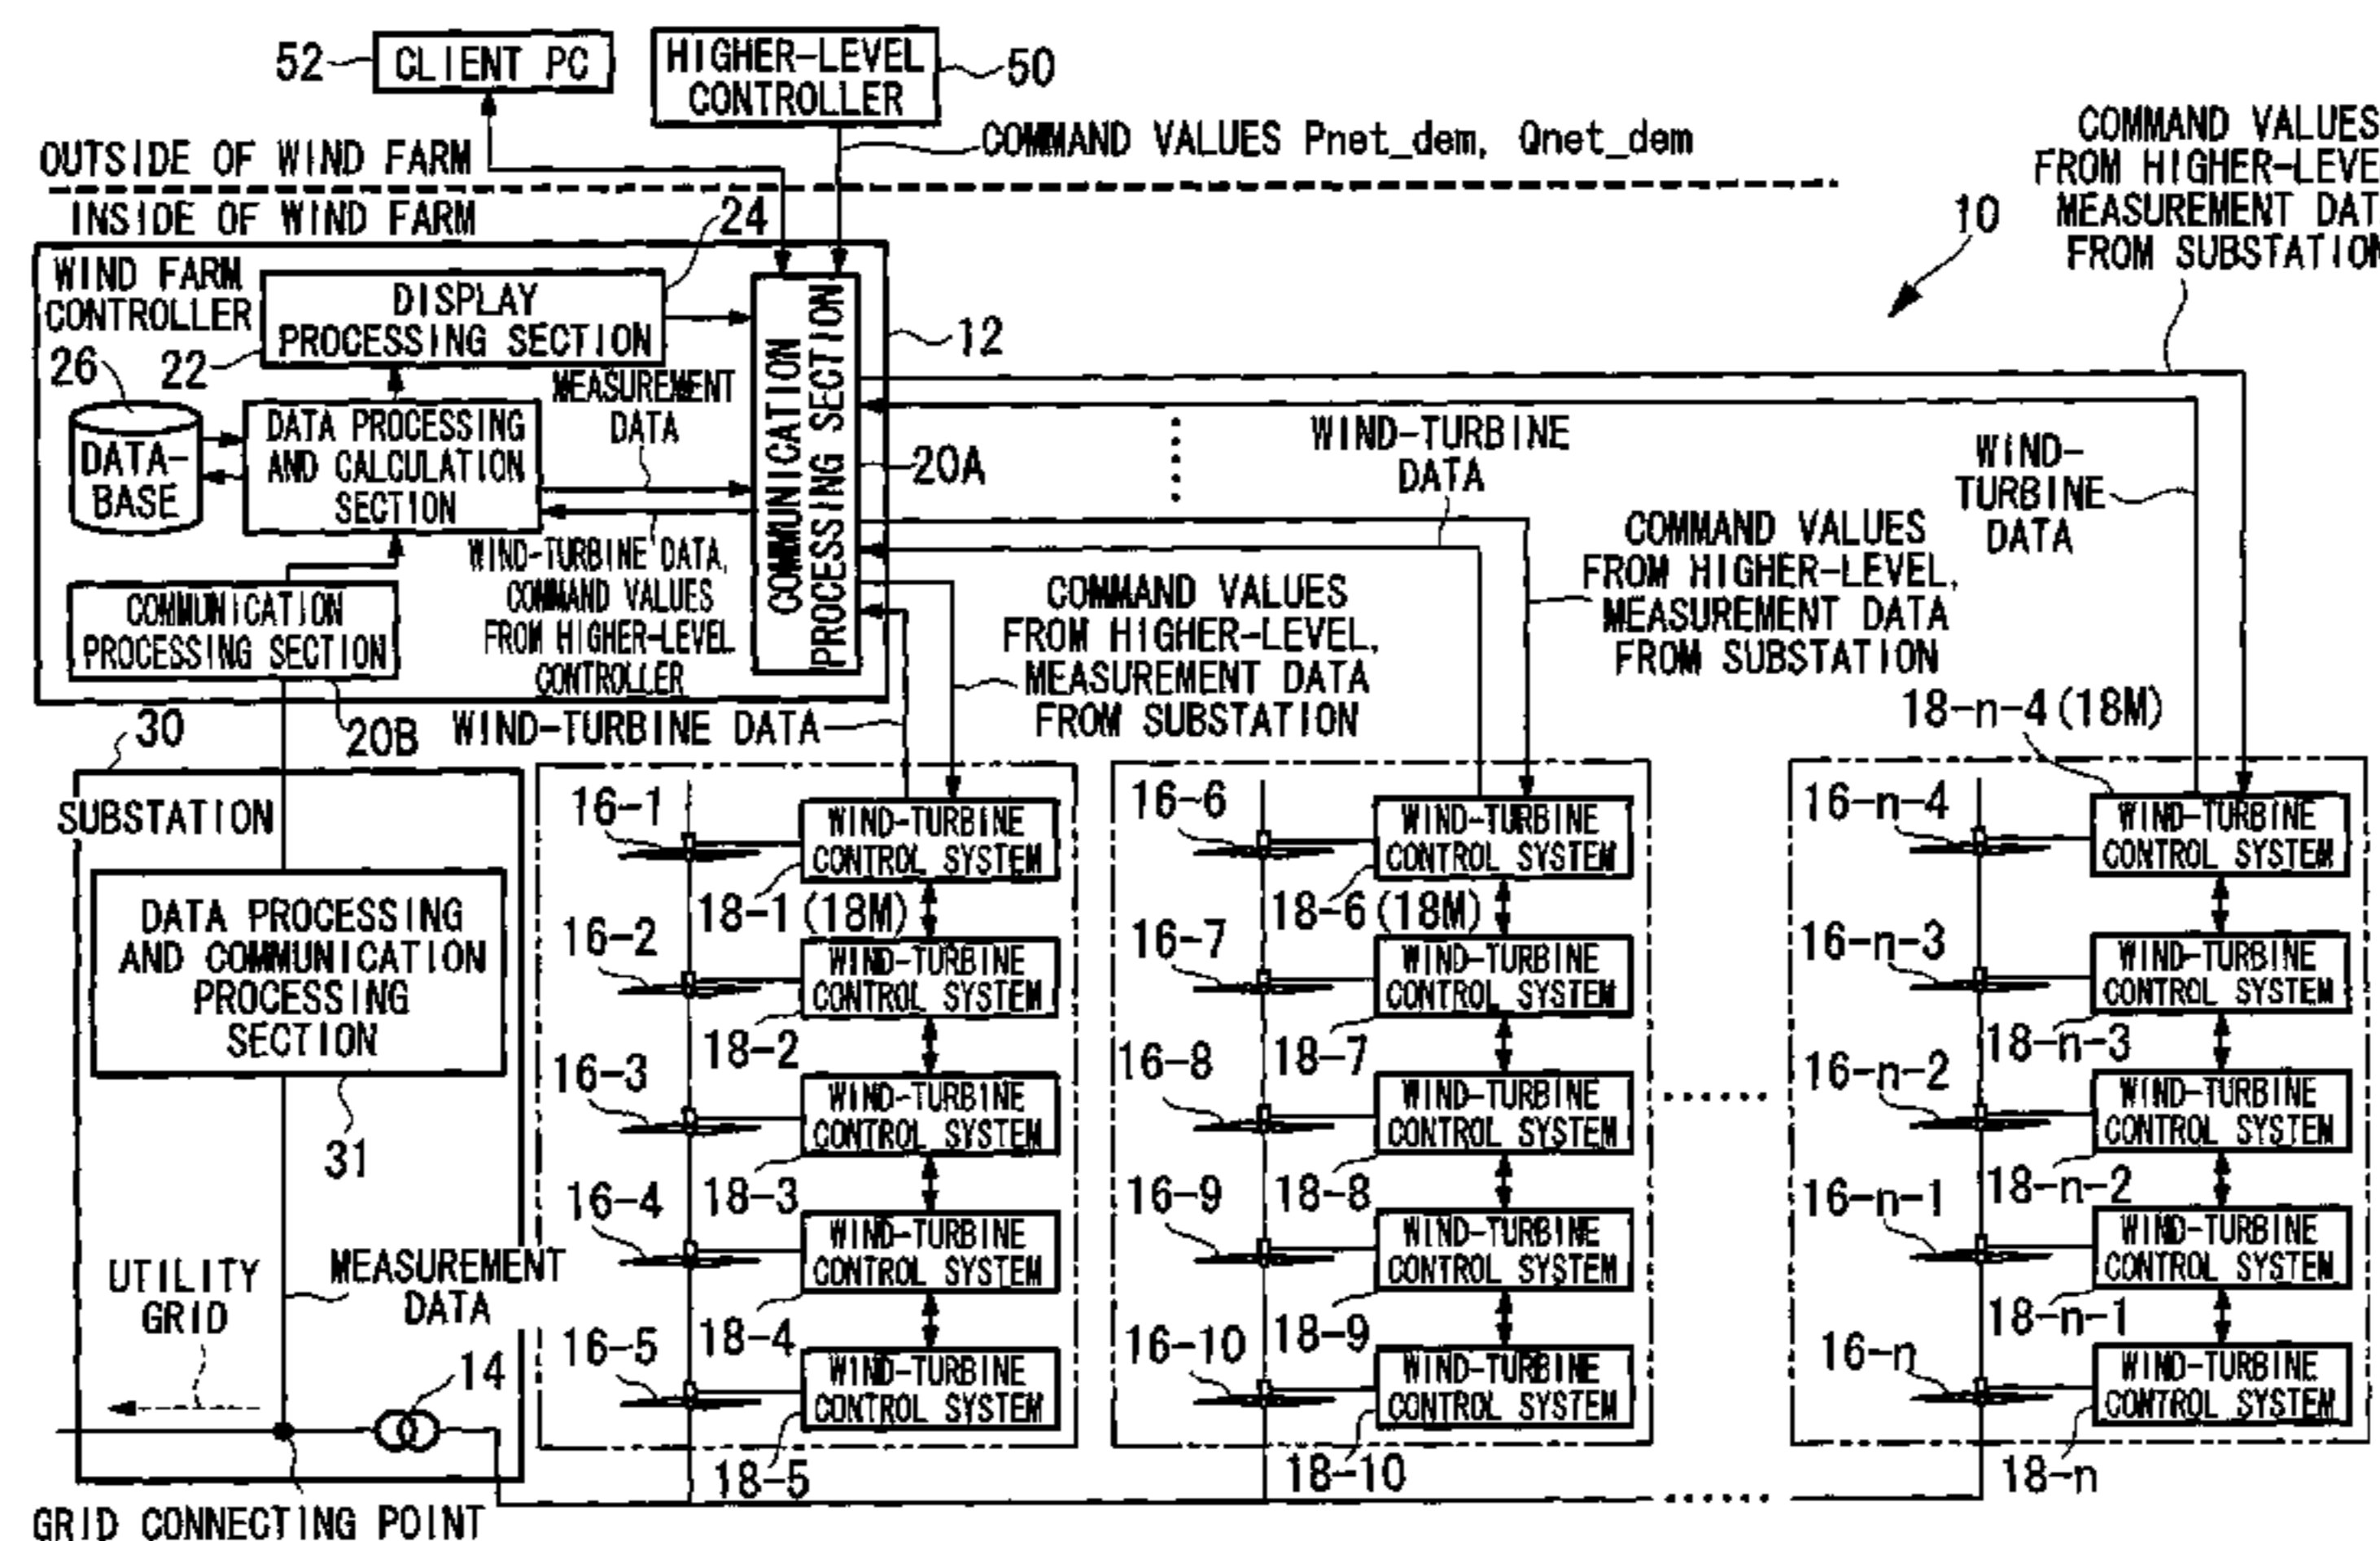 52
CLIENT PC
HIGHER-LEVEL
CONTROLLER
50
COMMAND VALUES Pnet_dem, Qnet_dem
OUTSIDE OF WIND FARM
INSIDE OF WIND FARM
10
COMMAND VALUES
FROM HIGHER-LEVE
MEASUREMENT DAT
FROM SUBSTATION
WIND FARM
CONTROLLER
24
DISPLAY
PROCESSING SECTION
22
26
DATA-
BASE
DATA PROCESSING
AND CALCULATION
SECTION
MEASUREMENT
DATA
COMMUNICATION
PROCESSING SECTION
12
20A
WIND-TURBINE DATA,
COMMAND VALUES
FROM HIGHER-LEVEL
CONTROLLER
COMMUNICATION
PROCESSING SECTION
20B
WIND-TURBINE DATA
COMMAND VALUES
FROM HIGHER-LEVEL,
MEASUREMENT DATA
FROM SUBSTATION
WIND-TURBINE
DATA
COMMAND VALUES
FROM HIGHER-LEVEL,
MEASUREMENT DATA
FROM SUBSTATION
WIND-
TURBINE
DATA
30
SUBSTATION
DATA PROCESSING
AND COMMUNICATION
PROCESSING
SECTION
31
UTILITY
GRID
MEASUREMENT
DATA
14
GRID CONNECTING POINT
16-1
WIND-TURBINE
CONTROL SYSTEM
18-1(18M)
16-2
WIND-TURBINE
CONTROL SYSTEM
18-2
16-3
WIND-TURBINE
CONTROL SYSTEM
18-3
16-4
WIND-TURBINE
CONTROL SYSTEM
18-4
16-5
WIND-TURBINE
CONTROL SYSTEM
18-5
16-6
WIND-TURBINE
CONTROL SYSTEM
18-6(18M)
16-7
WIND-TURBINE
CONTROL SYSTEM
18-7
16-8
WIND-TURBINE
CONTROL SYSTEM
18-8
16-9
WIND-TURBINE
CONTROL SYSTEM
18-9
16-10
WIND-TURBINE
CONTROL SYSTEM
18-10
18-n-4(18M)
16-n-4
WIND-TURBINE
CONTROL SYSTEM
16-n-3
WIND-TURBINE
CONTROL SYSTEM
18-n-3
16-n-2
WIND-TURBINE
CONTROL SYSTEM
18-n-2
16-n-1
WIND-TURBINE
CONTROL SYSTEM
18-n-1
16-n
WIND-TURBINE
CONTROL SYSTEM
18-n